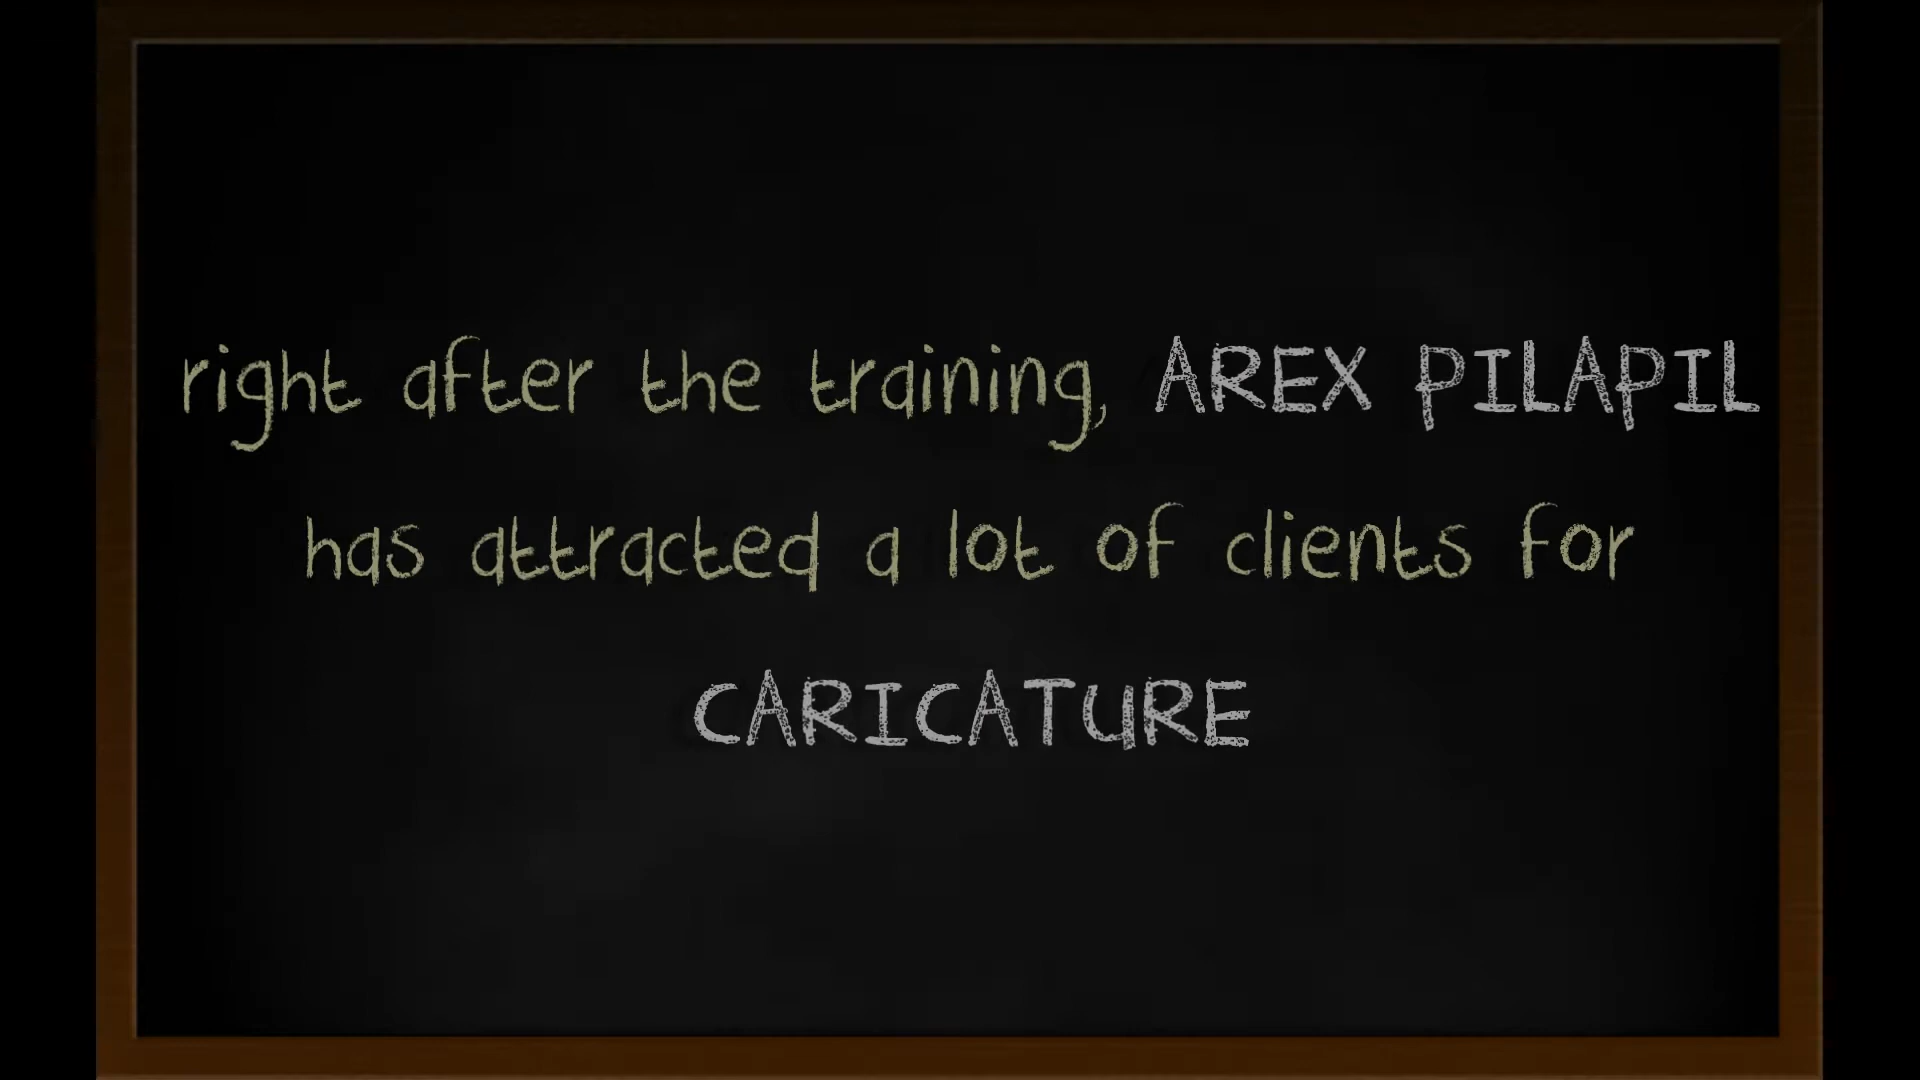 right after the training, AREX PILAPIL
has attracted a lot of clients for
CARICATURE